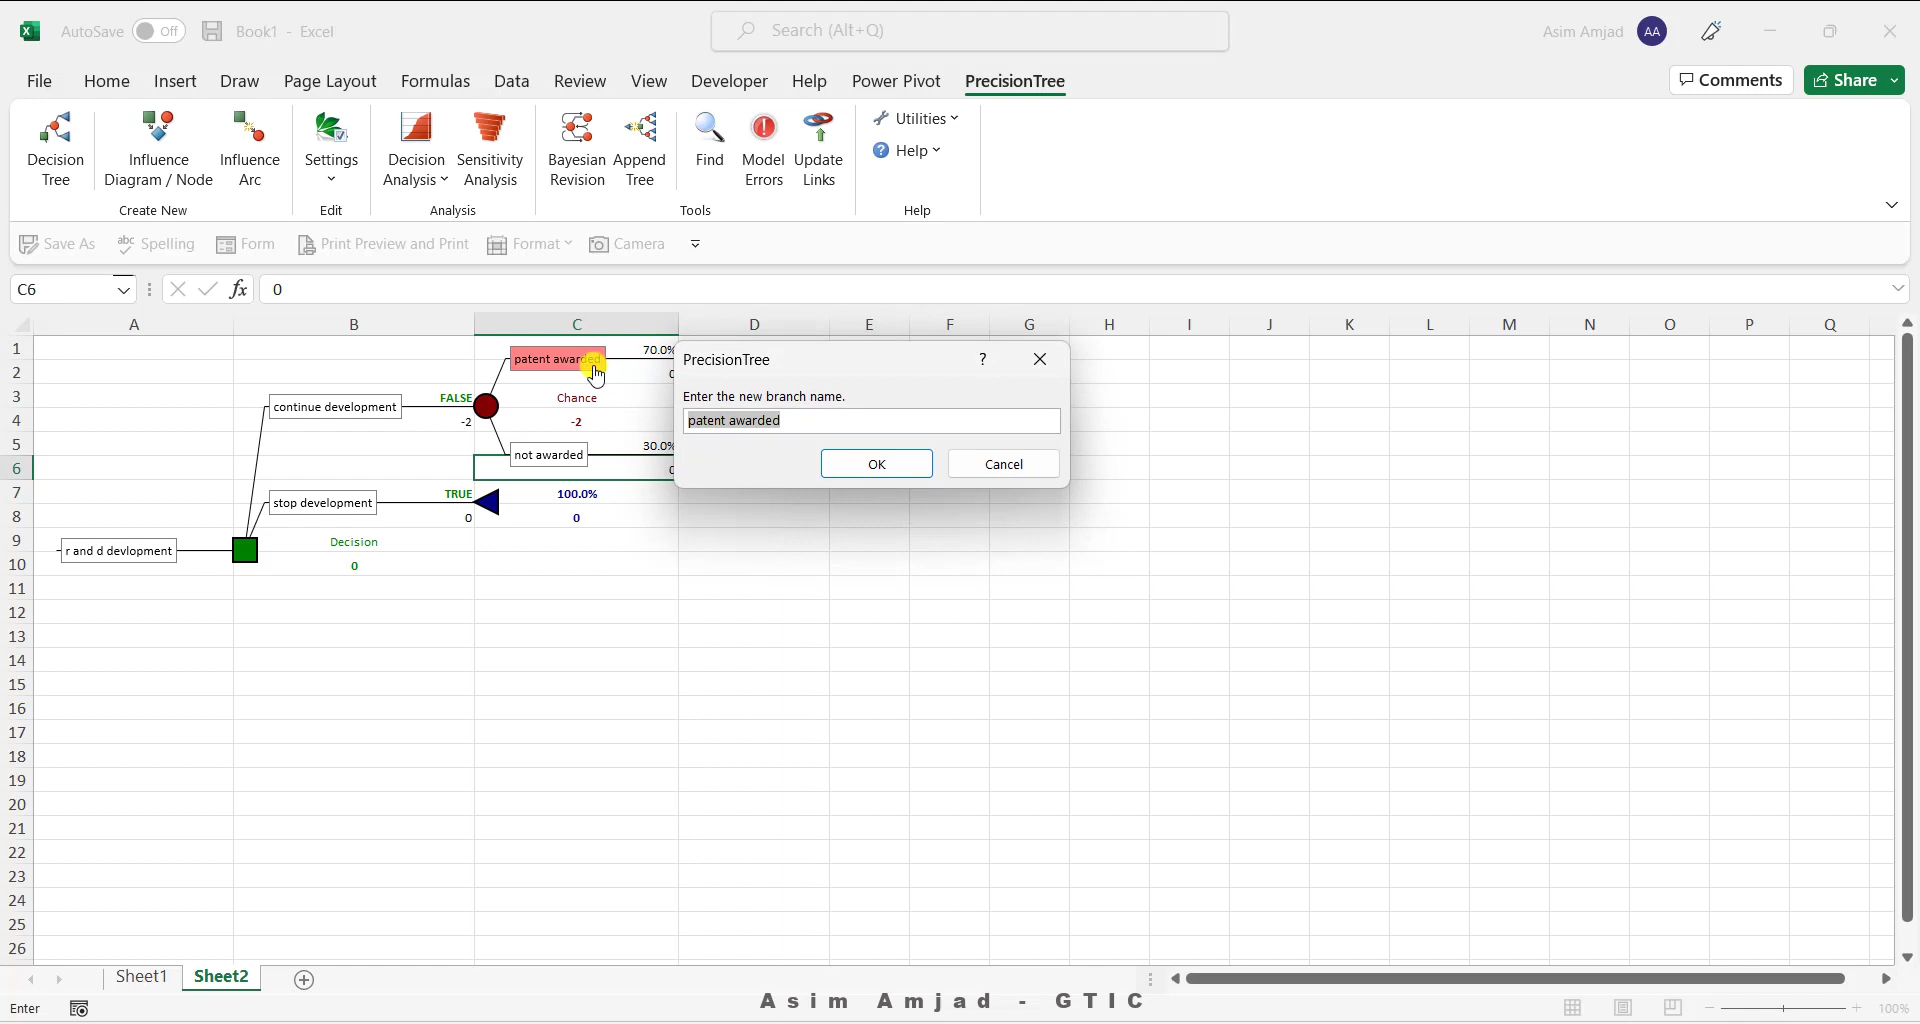 AutoSave Off Book1 - Excel Search (Alt+Q) Asim Amjad AA
File Home Insert Draw Page Layout Formulas Data Review View Developer Help Power Pivot PrecisionTree Comments Share
Decision Tree
Influence Diagram / Node
Influence Arc
Settings
Decision Analysis
Sensitivity Analysis
Bayesian Revision
Append Tree
Find
Model Errors
Update Links
Utilities
Help
Create New Edit Analysis Tools Help
Save As Spelling Form Print Preview and Print Format Camera
C6 fx 0
A B C D E F G H I J K L M N O P Q
1
2
3
4
5
6
7
8
9
10
11
12
13
14
15
16
17
18
19
20
21
22
23
24
25
26
patent awarded 70.0%
0
continue development FALSE Chance
-2 -2
not awarded 30.0%
0
stop development TRUE 100.0%
0 0
r and d devlopment Decision
0
PrecisionTree ?
Enter the new branch name.
patent awarded
OK Cancel
Sheet1 Sheet2
Asim Amjad - GTIC
Enter 100%